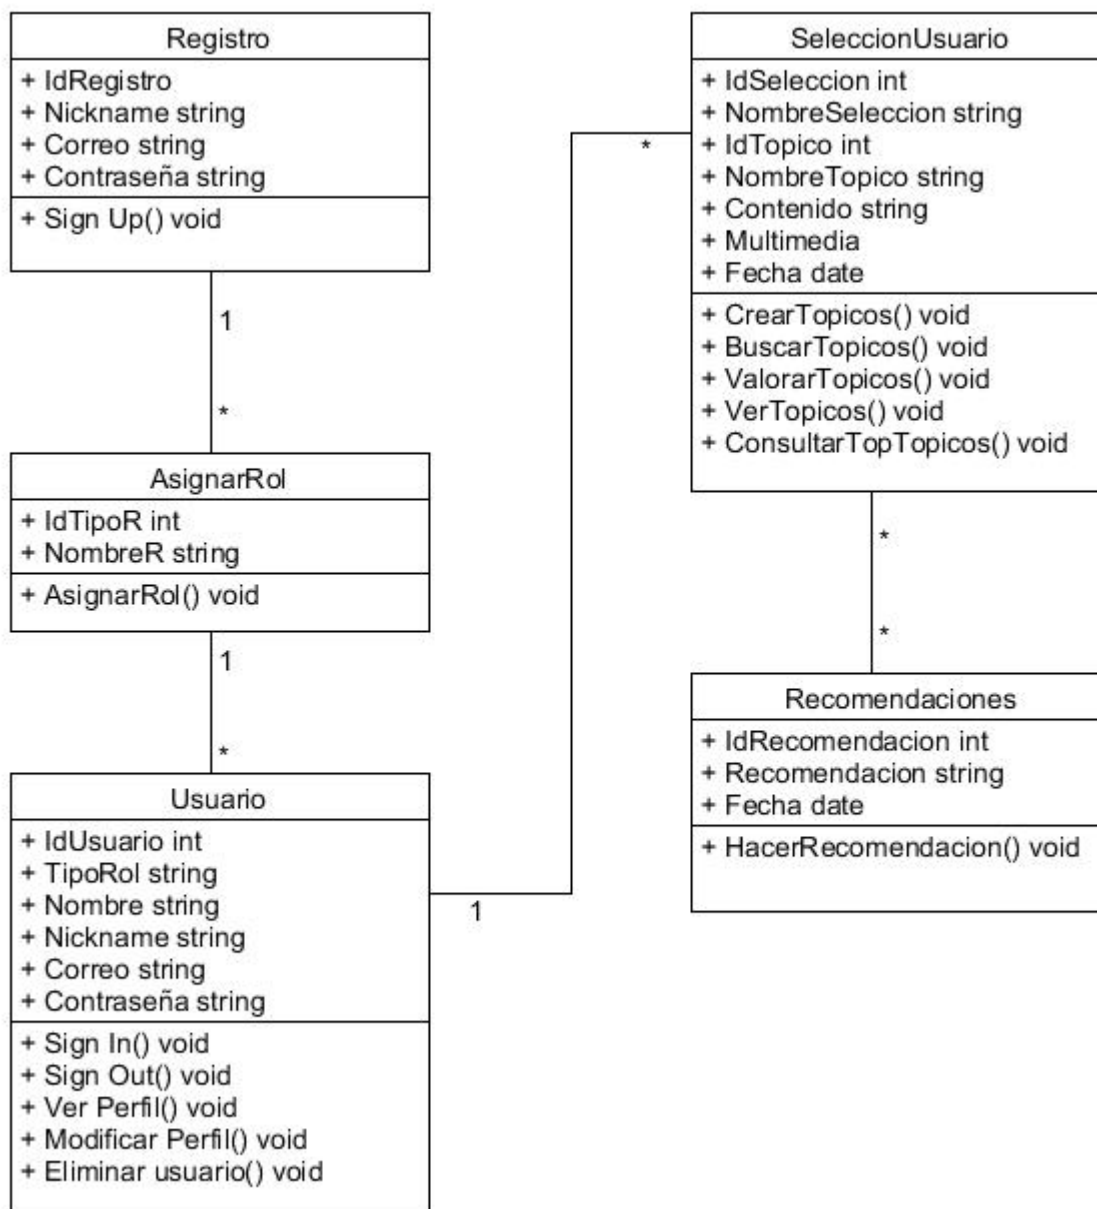 Registro
+ IdRegistro
+ Nickname string
+ Correo string
+ Contraseña string
+ Sign Up() void
1
*
AsignarRol
+ IdTipoR int
+ NombreR string
+ AsignarRol() void
1
*
Usuario
+ IdUsuario int
+ TipoRol string
+ Nombre string
+ Nickname string
+ Correo string
+ Contraseña string
+ Sign In() void
+ Sign Out() void
+ Ver Perfil() void
+ Modificar Perfil() void
+ Eliminar usuario() void
1
*
SeleccionUsuario
+ IdSeleccion int
+ NombreSeleccion string
+ IdTopico int
+ NombreTopico string
+ Contenido string
+ Multimedia
+ Fecha date
+ CrearTopicos() void
+ BuscarTopicos() void
+ ValorarTopicos() void
+ VerTopicos() void
+ ConsultarTopTopicos() void
*
*
Recomendaciones
+ IdRecomendacion int
+ Recomendacion string
+ Fecha date
+ HacerRecomendacion() void